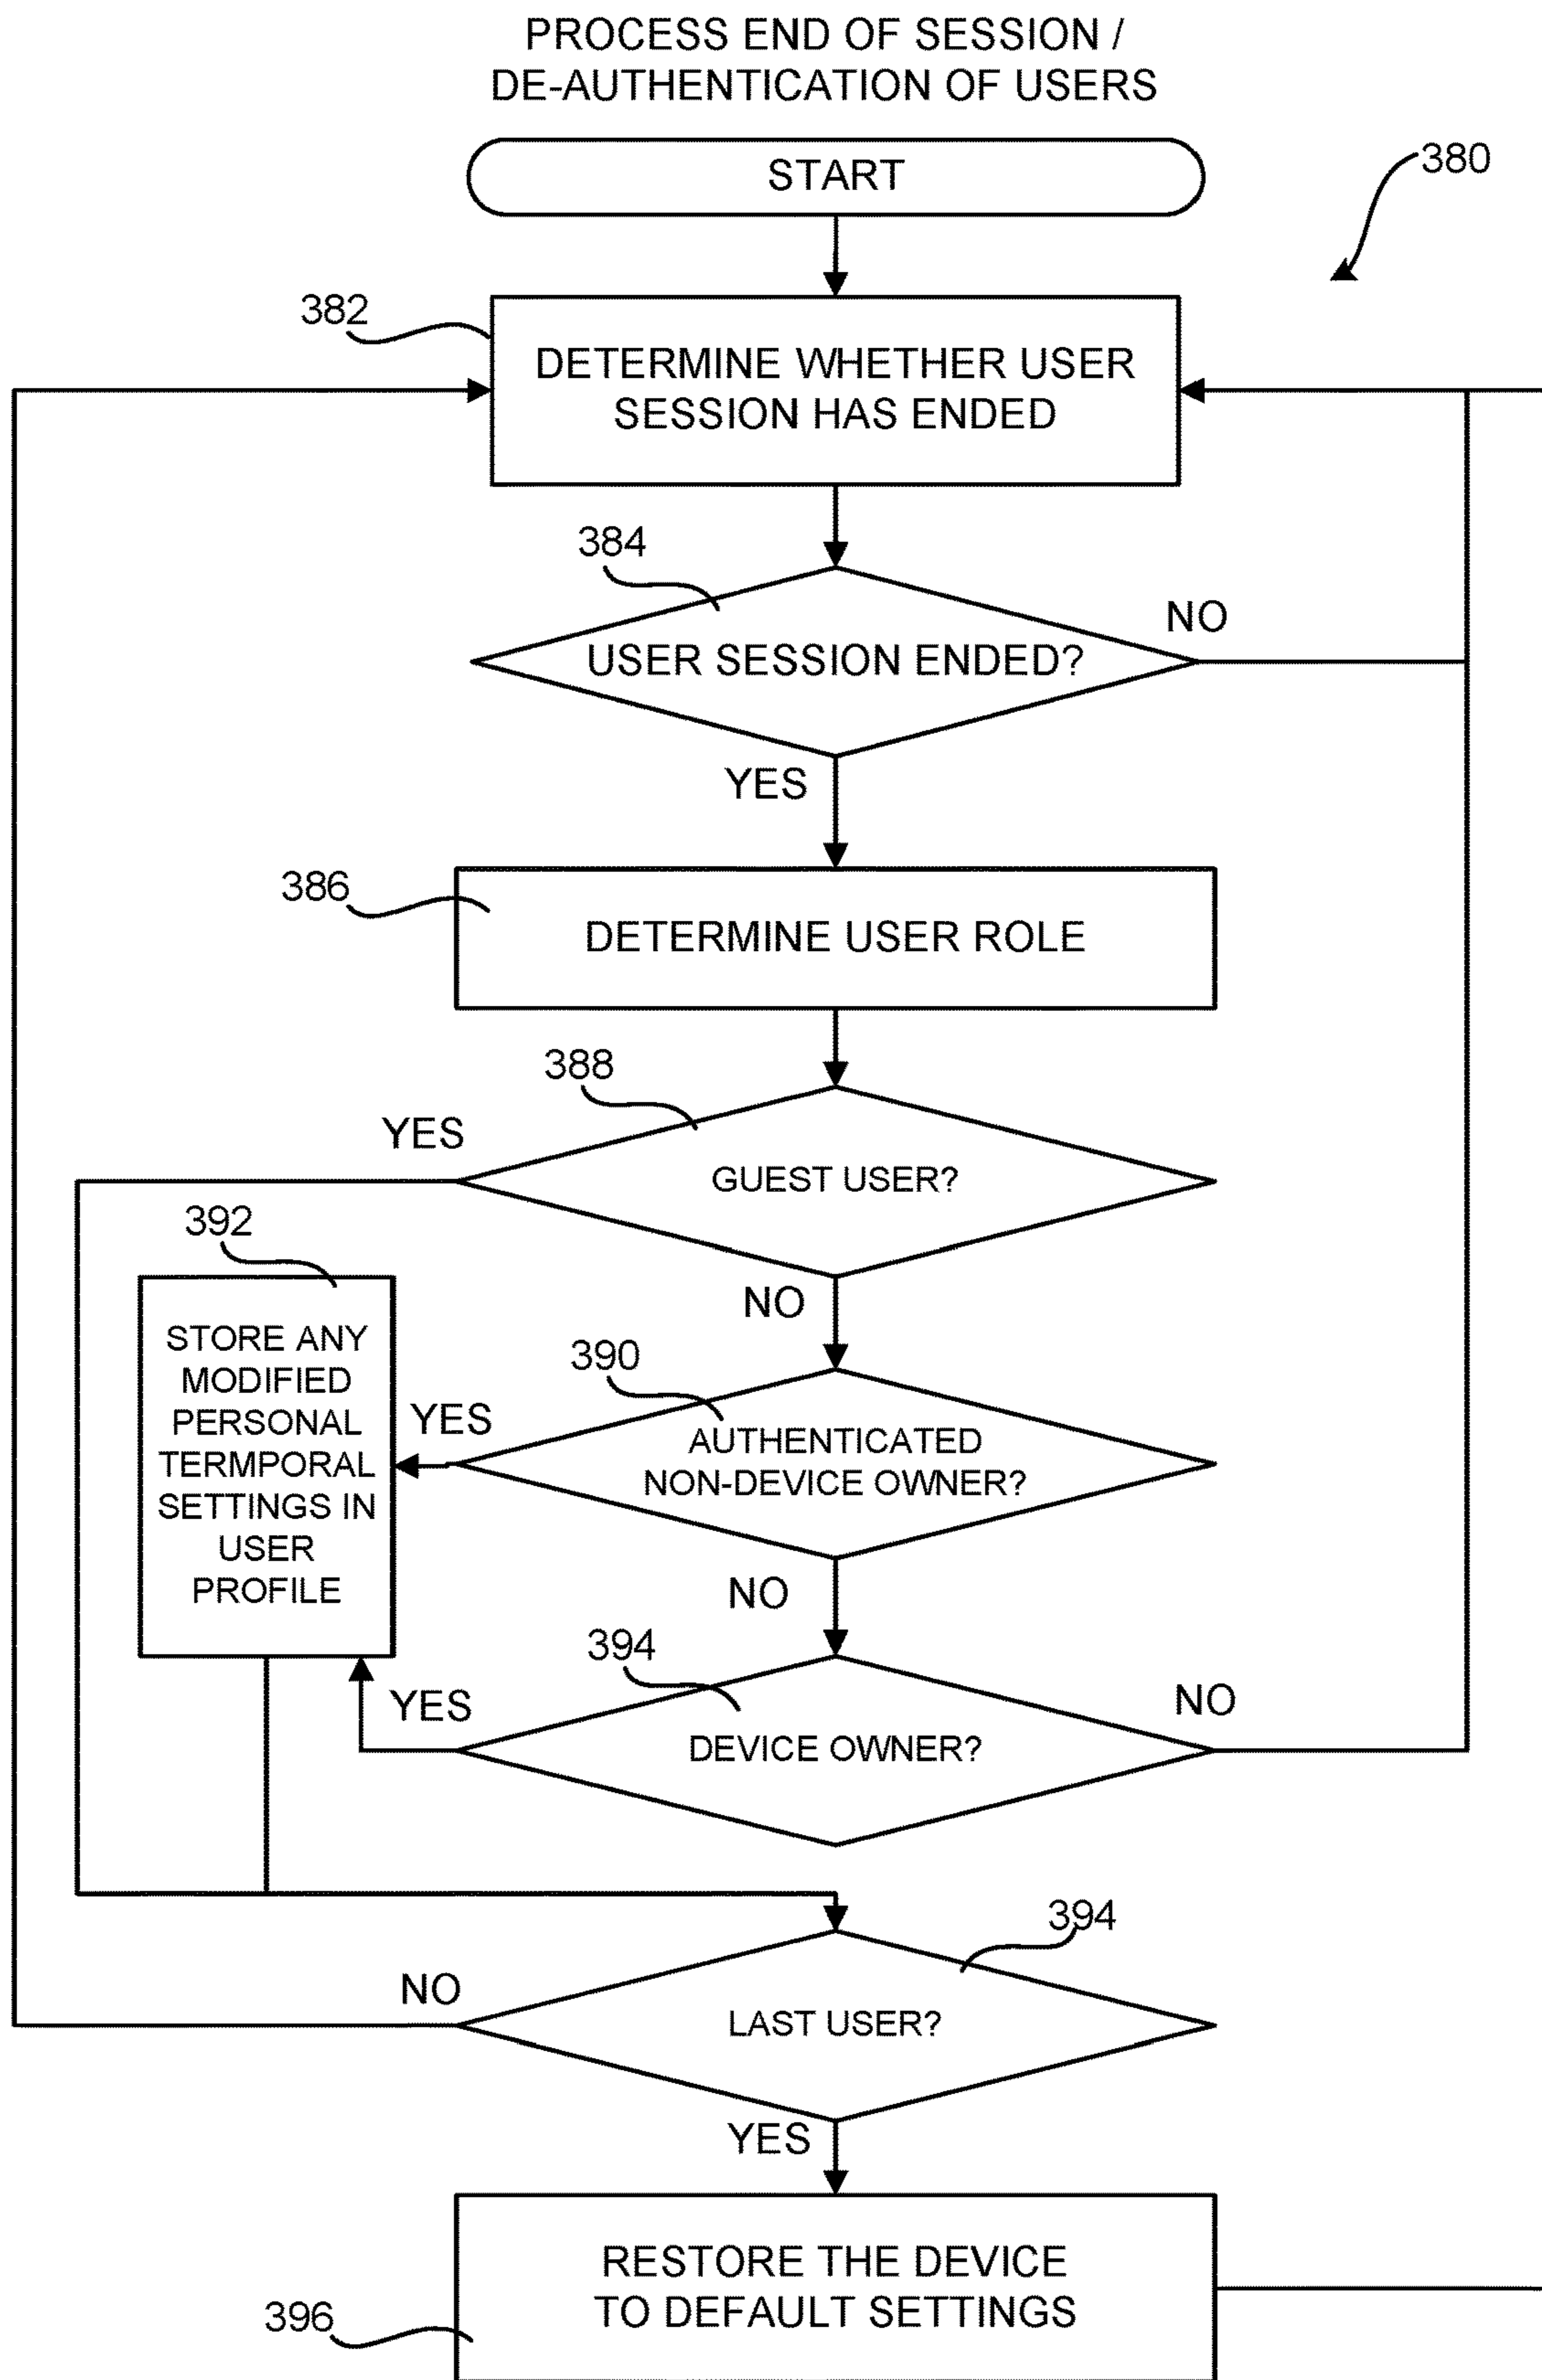 PROCESS END OF SESSION /
DE-AUTHENTICATION OF USERS
START
380
382
DETERMINE WHETHER USER
SESSION HAS ENDED
384
NO
USER SESSION ENDED?
YES
386
DETERMINE USER ROLE
388
YES
GUEST USER?
392
NO
STORE ANY
MODIFIED
PERSONAL
TERMPORAL
SETTINGS IN
USER
PROFILE
390
YES
AUTHENTICATED
NON-DEVICE OWNER?
NO
394
YES
NO
DEVICE OWNER?
394
NO
LAST USER?
YES
RESTORE THE DEVICE
TO DEFAULT SETTINGS
396